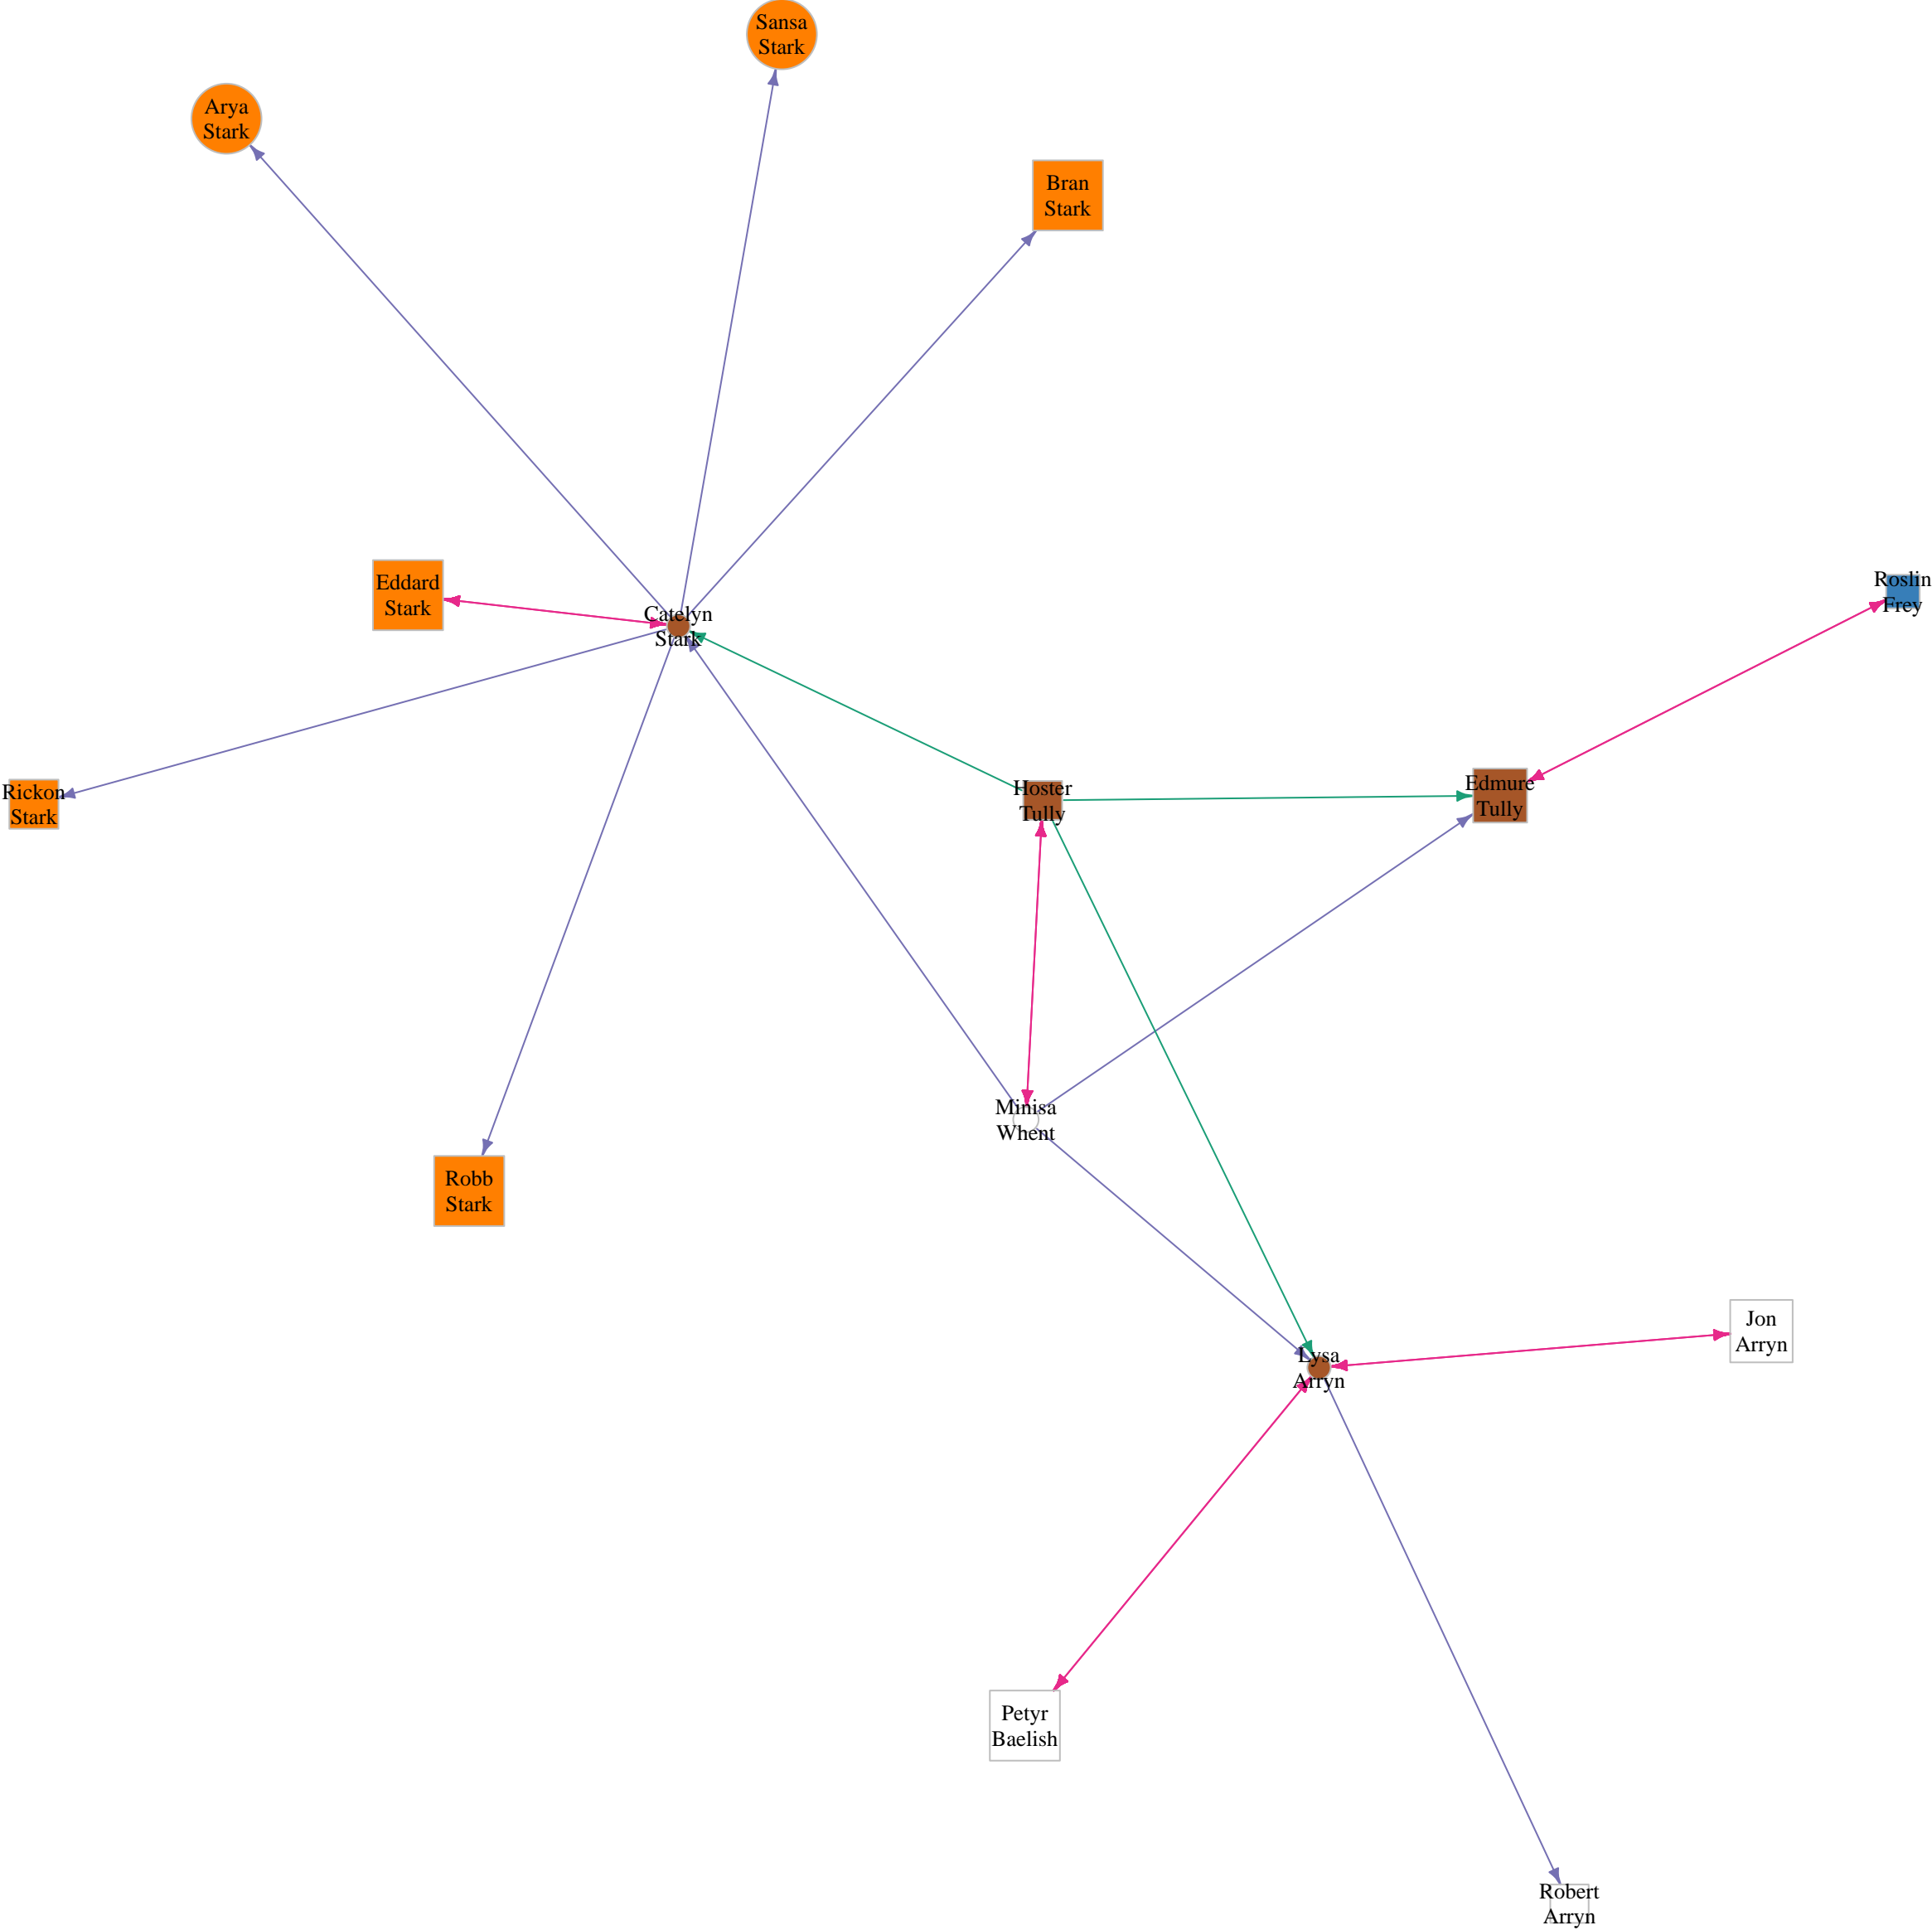 Sansa
Stark
Arya
Stark
Bran
Stark
Eddard
Stark
Catelyn
Stark
Roslin
Frey
Rickon
Stark
Hoster
Tully
Edmure
Tully
Minisa
Whent
Robb
Stark
Jon
Arryn
Lysa
Arryn
Petyr
Baelish
Robert
Arryn